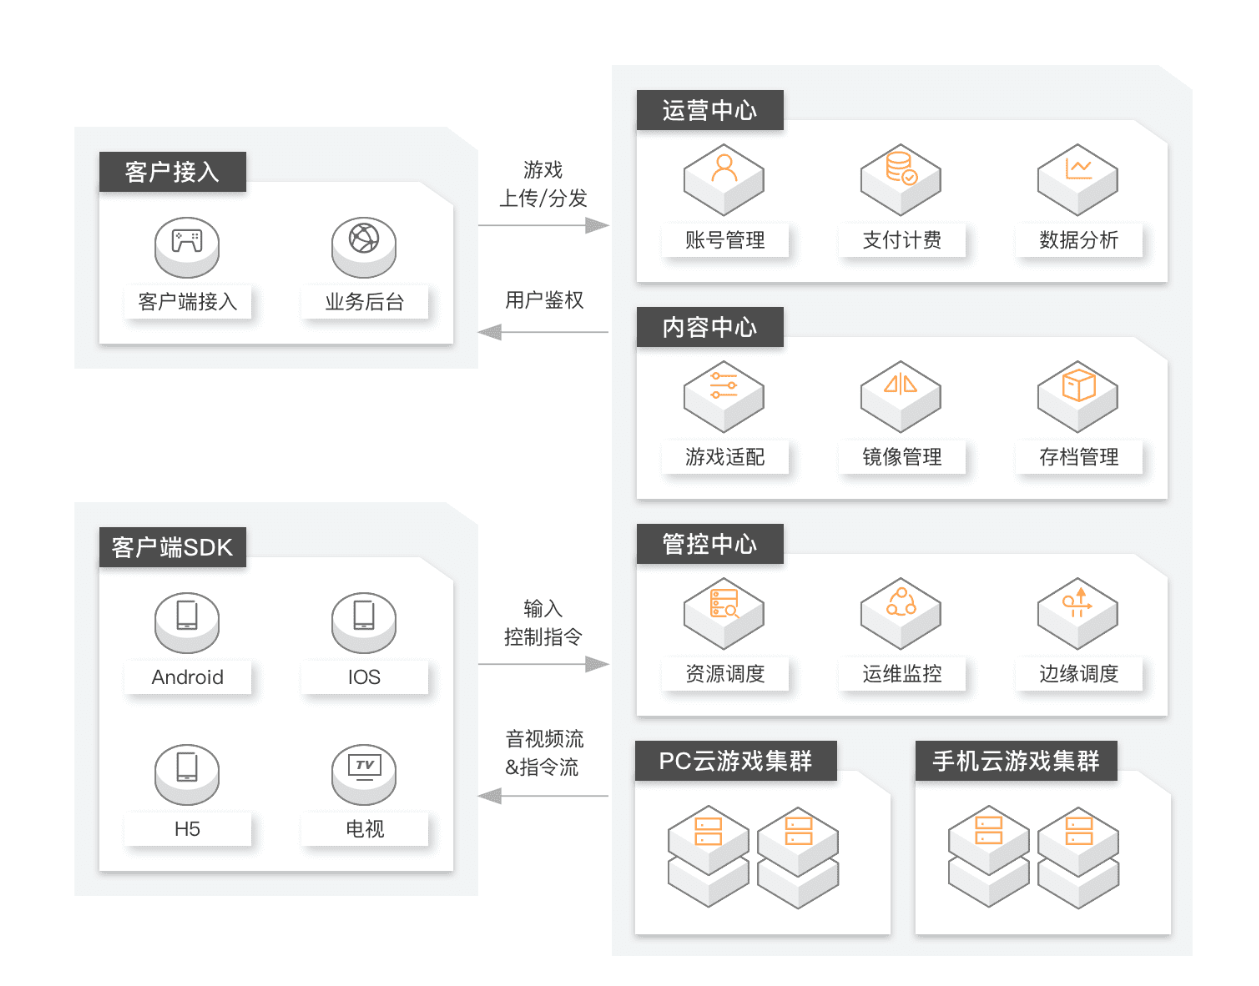 客户接入
客户端接入
业务后台
游戏
上传/分发
用户鉴权
客户端SDK
Android
IOS
H5
TV
电视
输入
控制指令
音视频流
&指令流
运营中心
账号管理
支付计费
数据分析
内容中心
游戏适配
镜像管理
存档管理
管控中心
资源调度
运维监控
边缘调度
PC云游戏集群
手机云游戏集群